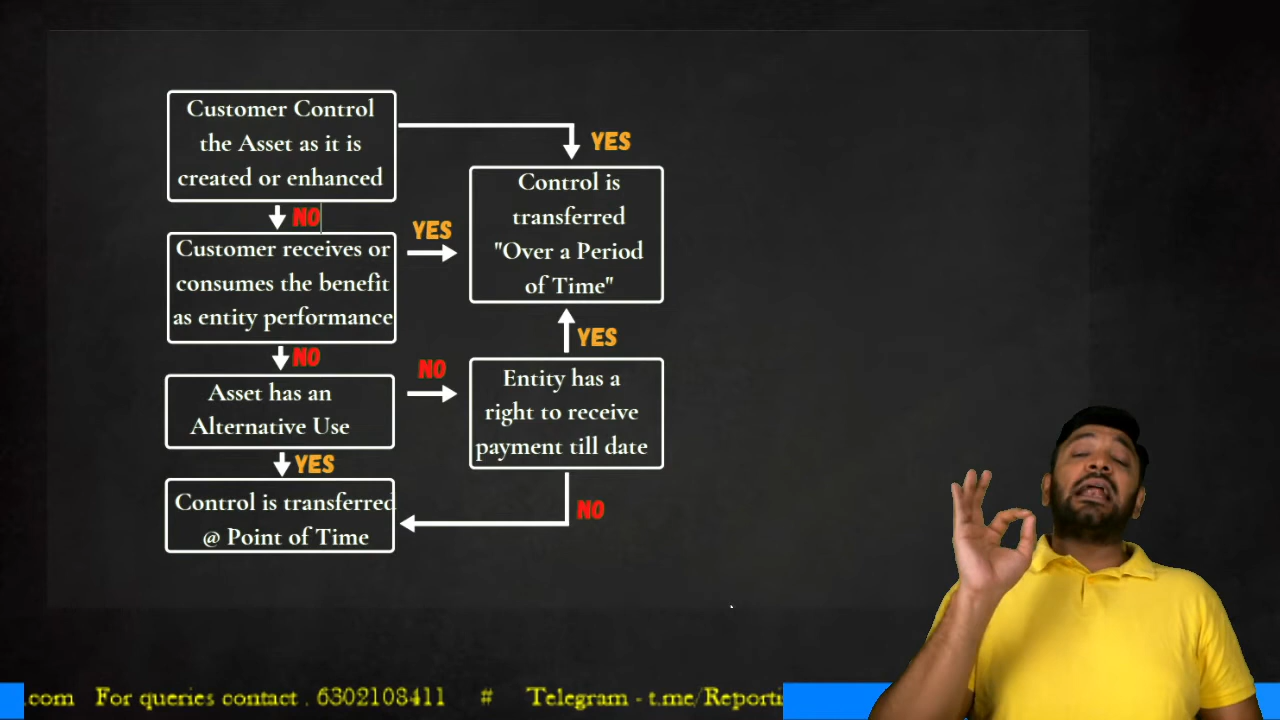 Customer Control
the Asset as it is
created or enhanced
YES
NO
Control is
transferred
"Over a Period
of Time"
YES
Customer receives or
consumes the benefit
as entity performance
NO
YES
NO
Asset has an
Alternative Use
Entity has a
right to receive
payment till date
YES
NO
Control is transferred
@ Point of Time
.com For queries contact . 6302108411 # Telegram - t.me/Reporti